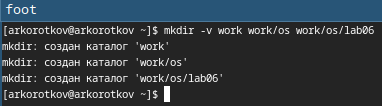 foot
[arkorotkov@arkorotkov ~]$ mkdir -v work work/os work/os/lab06
mkdir: создан каталог 'work'
mkdir: создан каталог 'work/os'
mkdir: создан каталог 'work/os/lab06'
[arkorotkov@arkorotkov ~]$